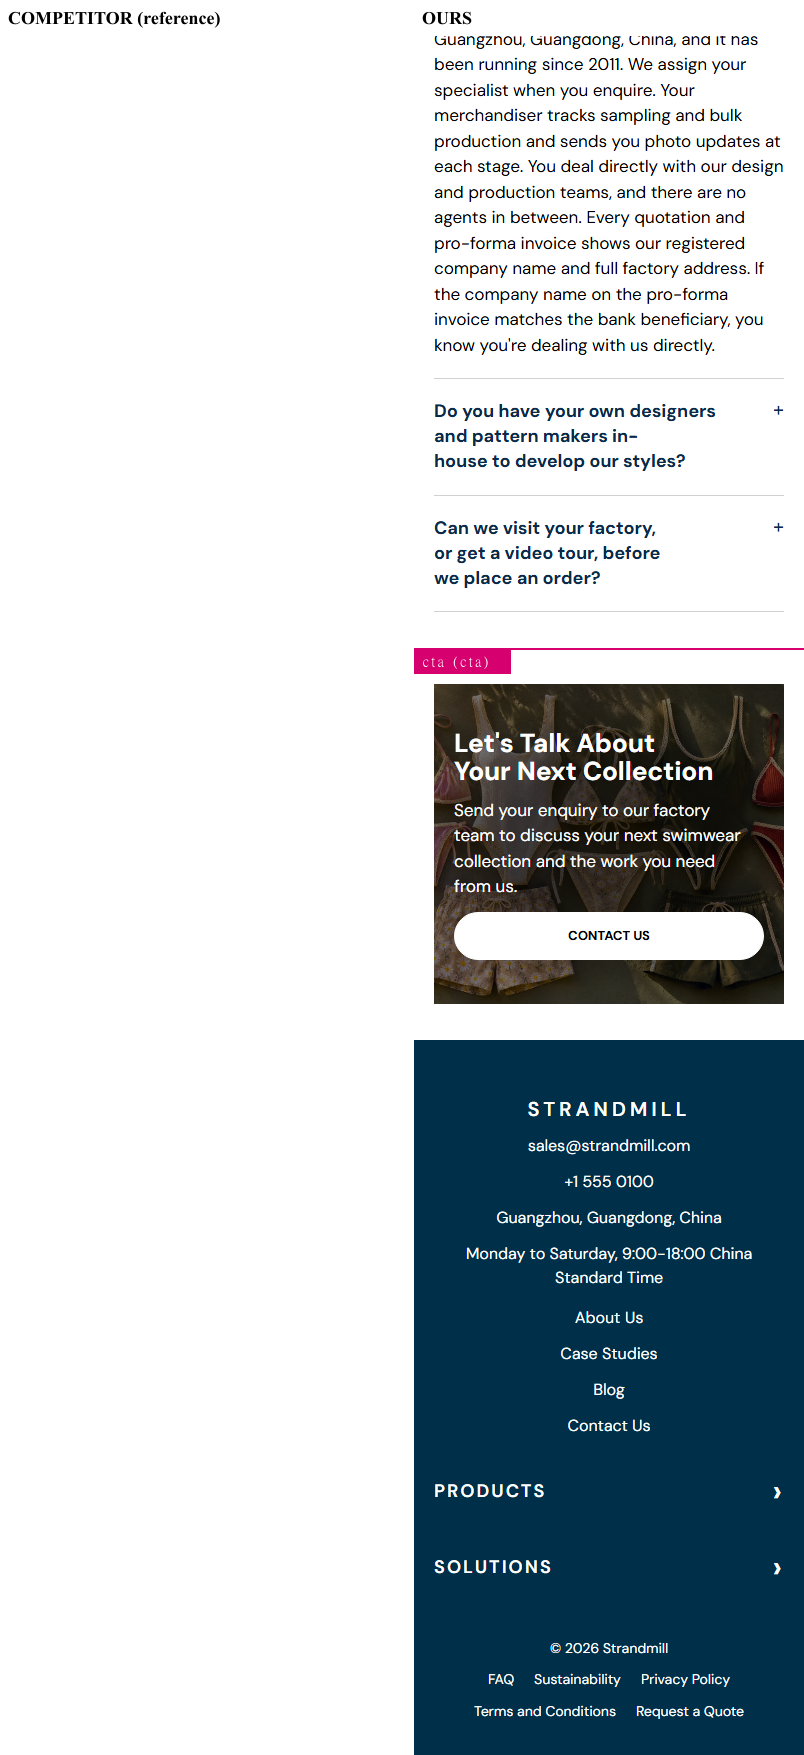 COMPETITOR (reference)
OURS
Guangzhou, Guangdong, China, and it has
been running since 2011. We assign your
specialist when you enquire. Your
merchandiser tracks sampling and bulk
production and sends you photo updates at
each stage. You deal directly with our design
and production teams, and there are no
agents in between. Every quotation and
pro-forma invoice shows our registered
company name and full factory address. If
the company name on the pro-forma
invoice matches the bank beneficiary, you
know you're dealing with us directly.
Do you have your own designers
and pattern makers in-
house to develop our styles?
+
Can we visit your factory,
or get a video tour, before
we place an order?
+
cta (cta)
Let's Talk About
Your Next Collection
Send your enquiry to our factory
team to discuss your next swimwear
collection and the work you need
from us.
CONTACT US
STRANDMILL
sales@strandmill.com
+1 555 0100
Guangzhou, Guangdong, China
Monday to Saturday, 9:00-18:00 China
Standard Time
About Us
Case Studies
Blog
Contact Us
PRODUCTS
SOLUTIONS
© 2026 Strandmill
FAQ Sustainability Privacy Policy
Terms and Conditions Request a Quote